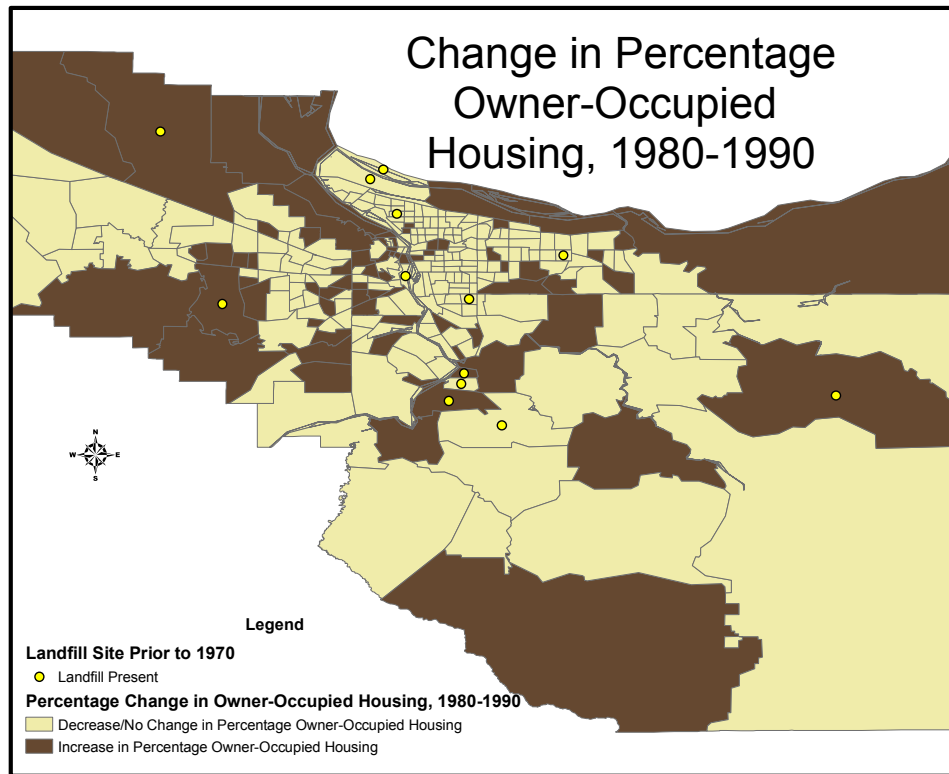 Change in Percentage
Owner-Occupied
Housing, 1980-1990
N
W E
S
Legend
Landfill Site Prior to 1970
Landfill Present
Percentage Change in Owner-Occupied Housing, 1980-1990
Decrease/No Change in Percentage Owner-Occupied Housing
Increase in Percentage Owner-Occupied Housing